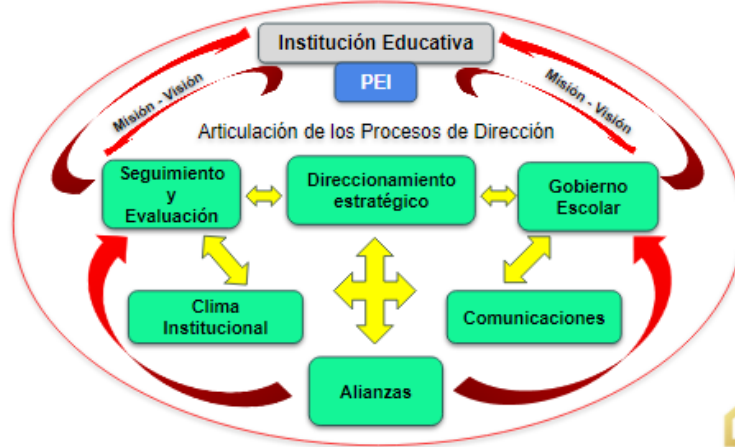 Institución Educativa
PEI
Misión - Visión
Misión - Visión
Articulación de los Procesos de Dirección
Seguimiento
y
Evaluación
Direccionamiento
estratégico
Gobierno
Escolar
Clima
Institucional
Comunicaciones
Alianzas